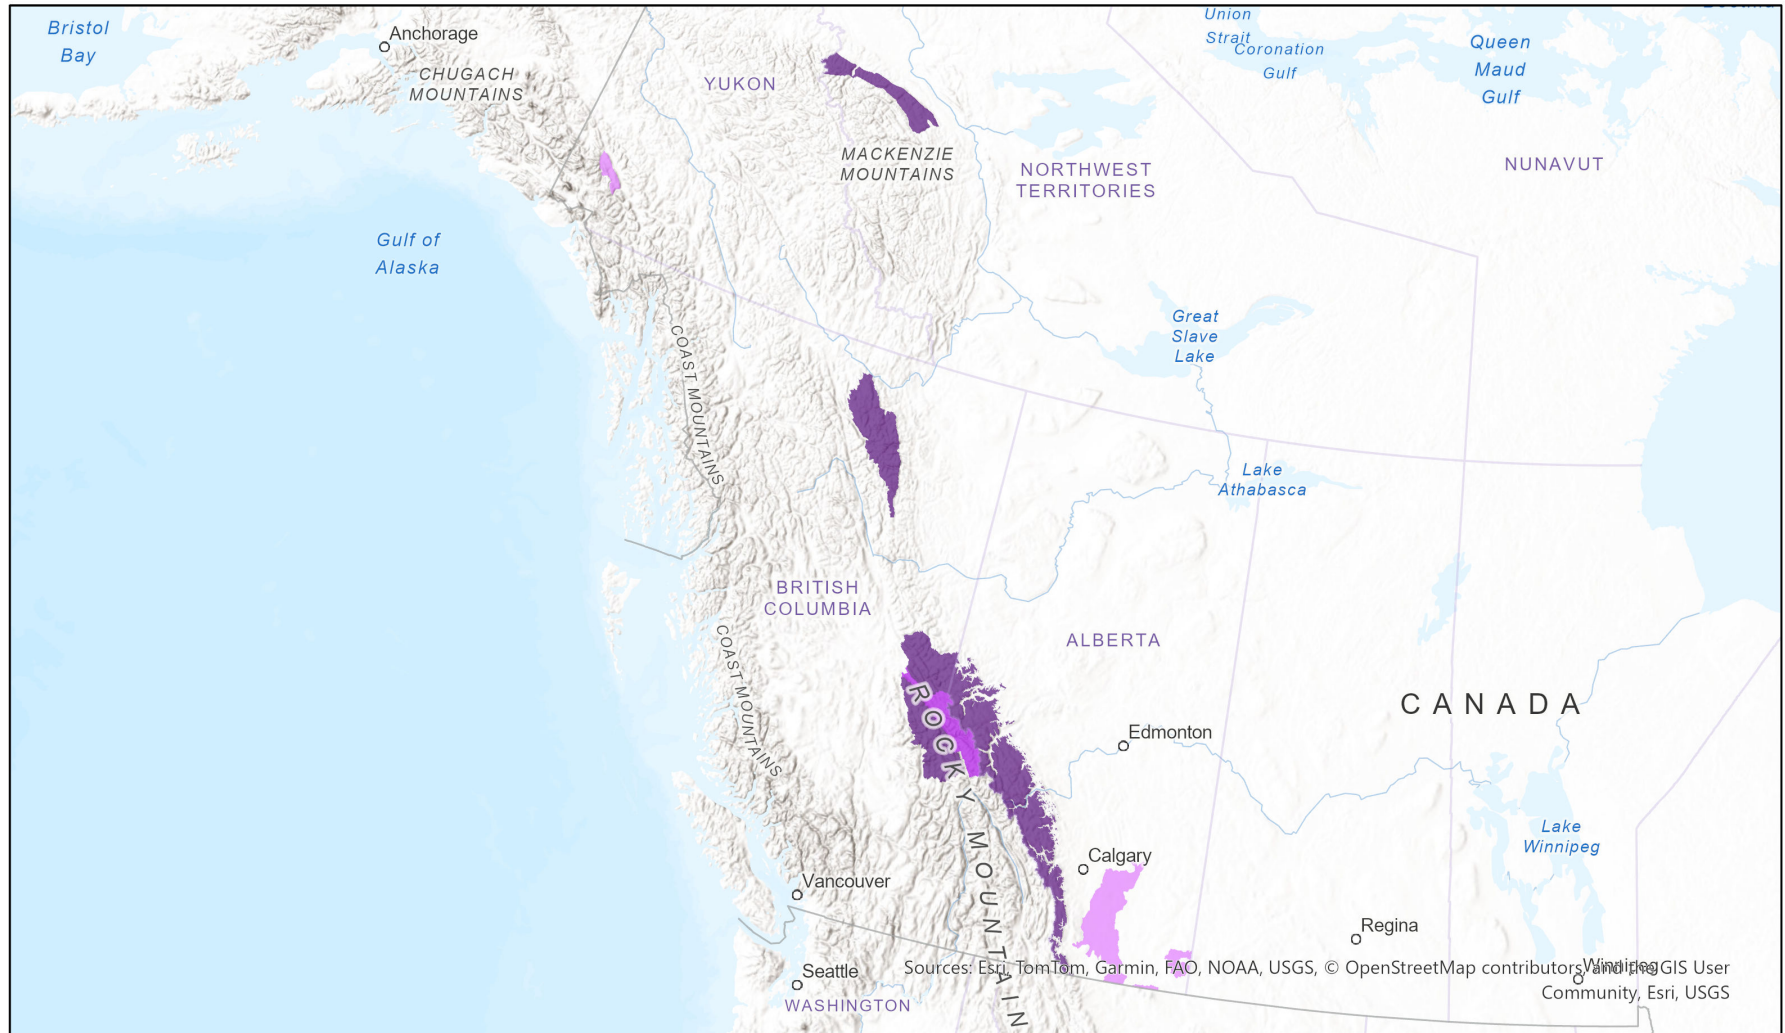 Bristol
Bay
Anchorage
CHUGACH
MOUNTAINS
YUKON
Union
Strait
Coronation
Gulf
Queen
Maud
Gulf
MACKENZIE
MOUNTAINS
NORTHWEST
TERRITORIES
NUNAVUT
Gulf of
Alaska
Great
Slave
Lake
COAST MOUNTAINS
Lake
Athabasca
BRITISH
COLUMBIA
ALBERTA
COAST MOUNTAINS
ROCKY MOUNTAIN
CANADA
Edmonton
Lake
Winnipeg
Calgary
Vancouver
Regina
Seattle
WASHINGTON
Winnipeg
Sources: Esri, TomTom, Garmin, FAO, NOAA, USGS, © OpenStreetMap contributors, and the GIS User
Community, Esri, USGS